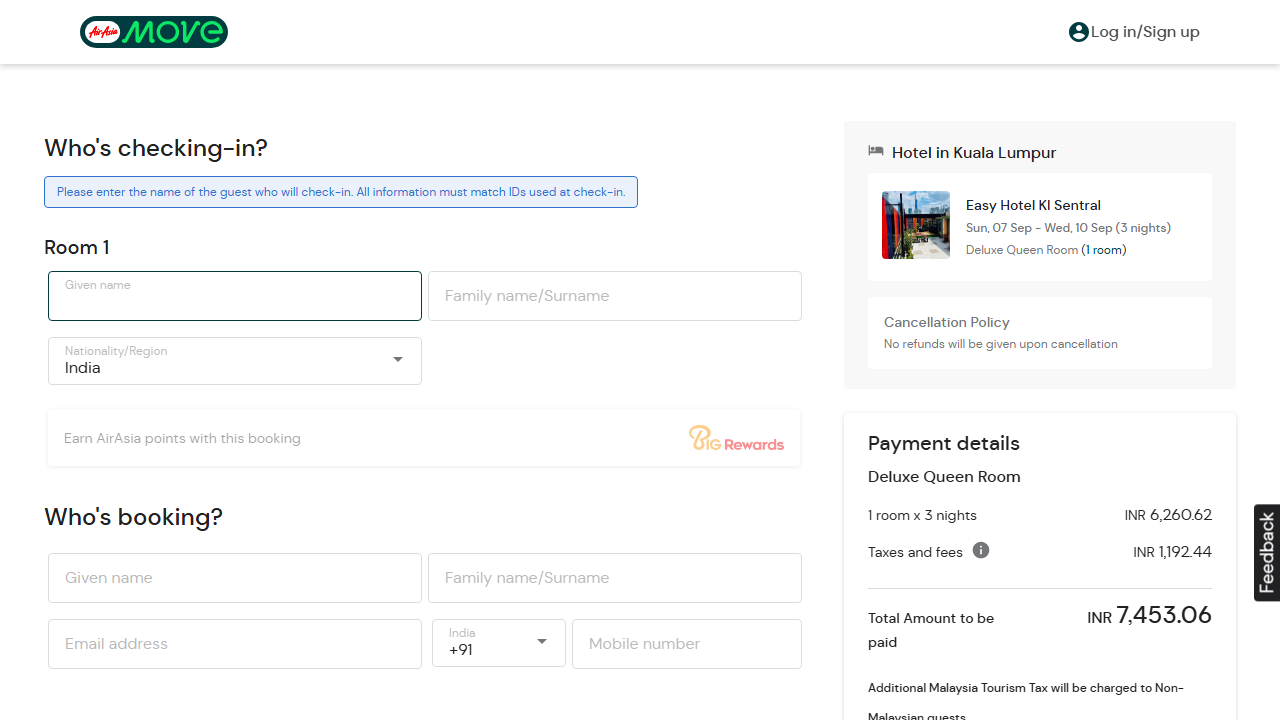 AirAsia MOVE
Log in/Sign up
Who's checking-in?
Please enter the name of the guest who will check-in. All information must match IDs used at check-in.
Room 1
Given name
Family name/Surname
Nationality/Region
India
Earn AirAsia points with this booking
BIG Rewards
Who's booking?
Given name
Family name/Surname
Email address
India
+91
Mobile number
Hotel in Kuala Lumpur
Easy Hotel Kl Sentral
Sun, 07 Sep - Wed, 10 Sep (3 nights)
Deluxe Queen Room (1 room)
Cancellation Policy
No refunds will be given upon cancellation
Payment details
Deluxe Queen Room
1 room x 3 nights INR 6,260.62
Taxes and fees INR 1,192.44
Total Amount to be paid INR 7,453.06
Additional Malaysia Tourism Tax will be charged to Non-
Malaysian guests
Feedback